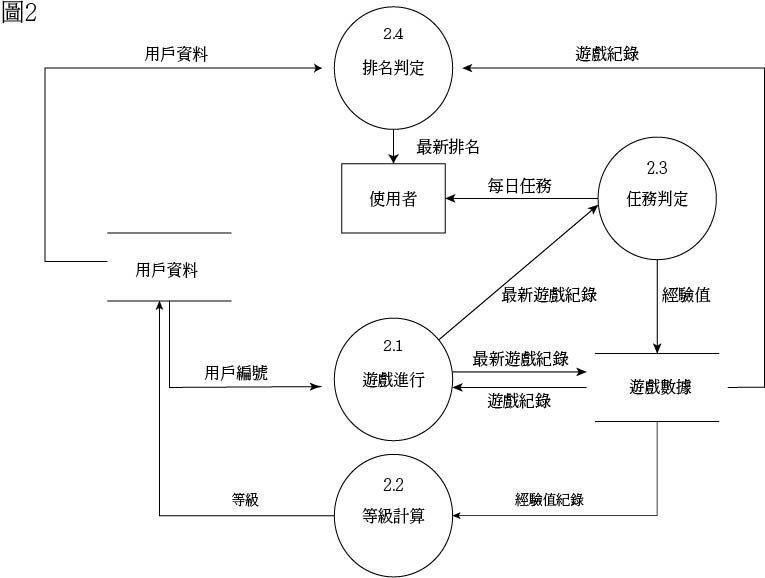 圖2
2.4
排名判定
用戶資料
遊戲紀錄
最新排名
使用者
每日任務
2.3
任務判定
用戶資料
最新遊戲紀錄
經驗值
2.1
遊戲進行
用戶編號
最新遊戲紀錄
遊戲紀錄
遊戲數據
2.2
等級計算
等級
經驗值紀錄